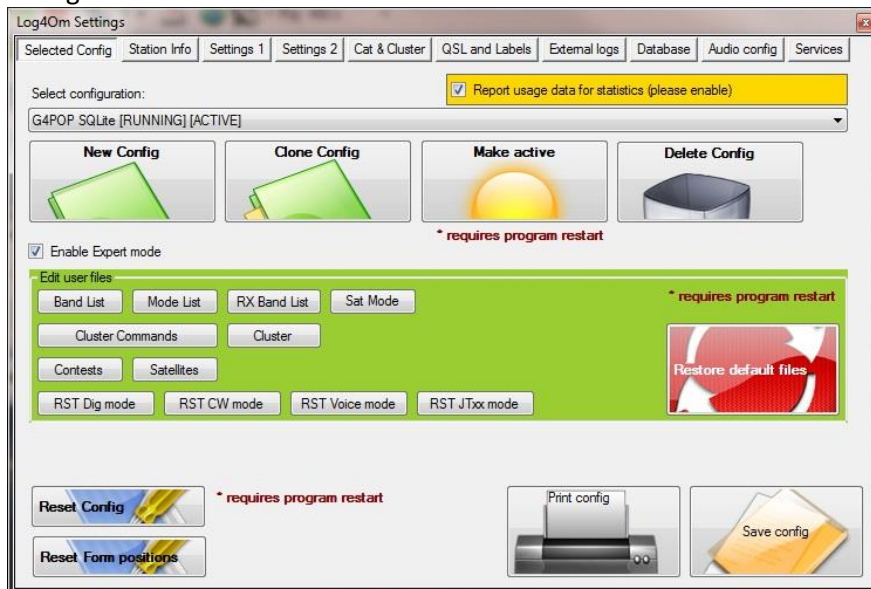 Log4Om Settings
Selected Config Station Info Settings 1 Settings 2 Cat & Cluster QSL and Labels External logs Database Audio config Services
Select configuration:
Report usage data for statistics (please enable)
G4POP SQLite [RUNNING] [ACTIVE]
New Config Clone Config Make active Delete Config
* requires program restart
Enable Expert mode
Edit user files
Band List Mode List RX Band List Sat Mode
* requires program restart
Cluster Commands Cluster
Contests Satellites
Restore default files
RST Dig mode RST CW mode RST Voice mode RST JTxx mode
Reset Config
* requires program restart
Print config
Save config
Reset Form positions